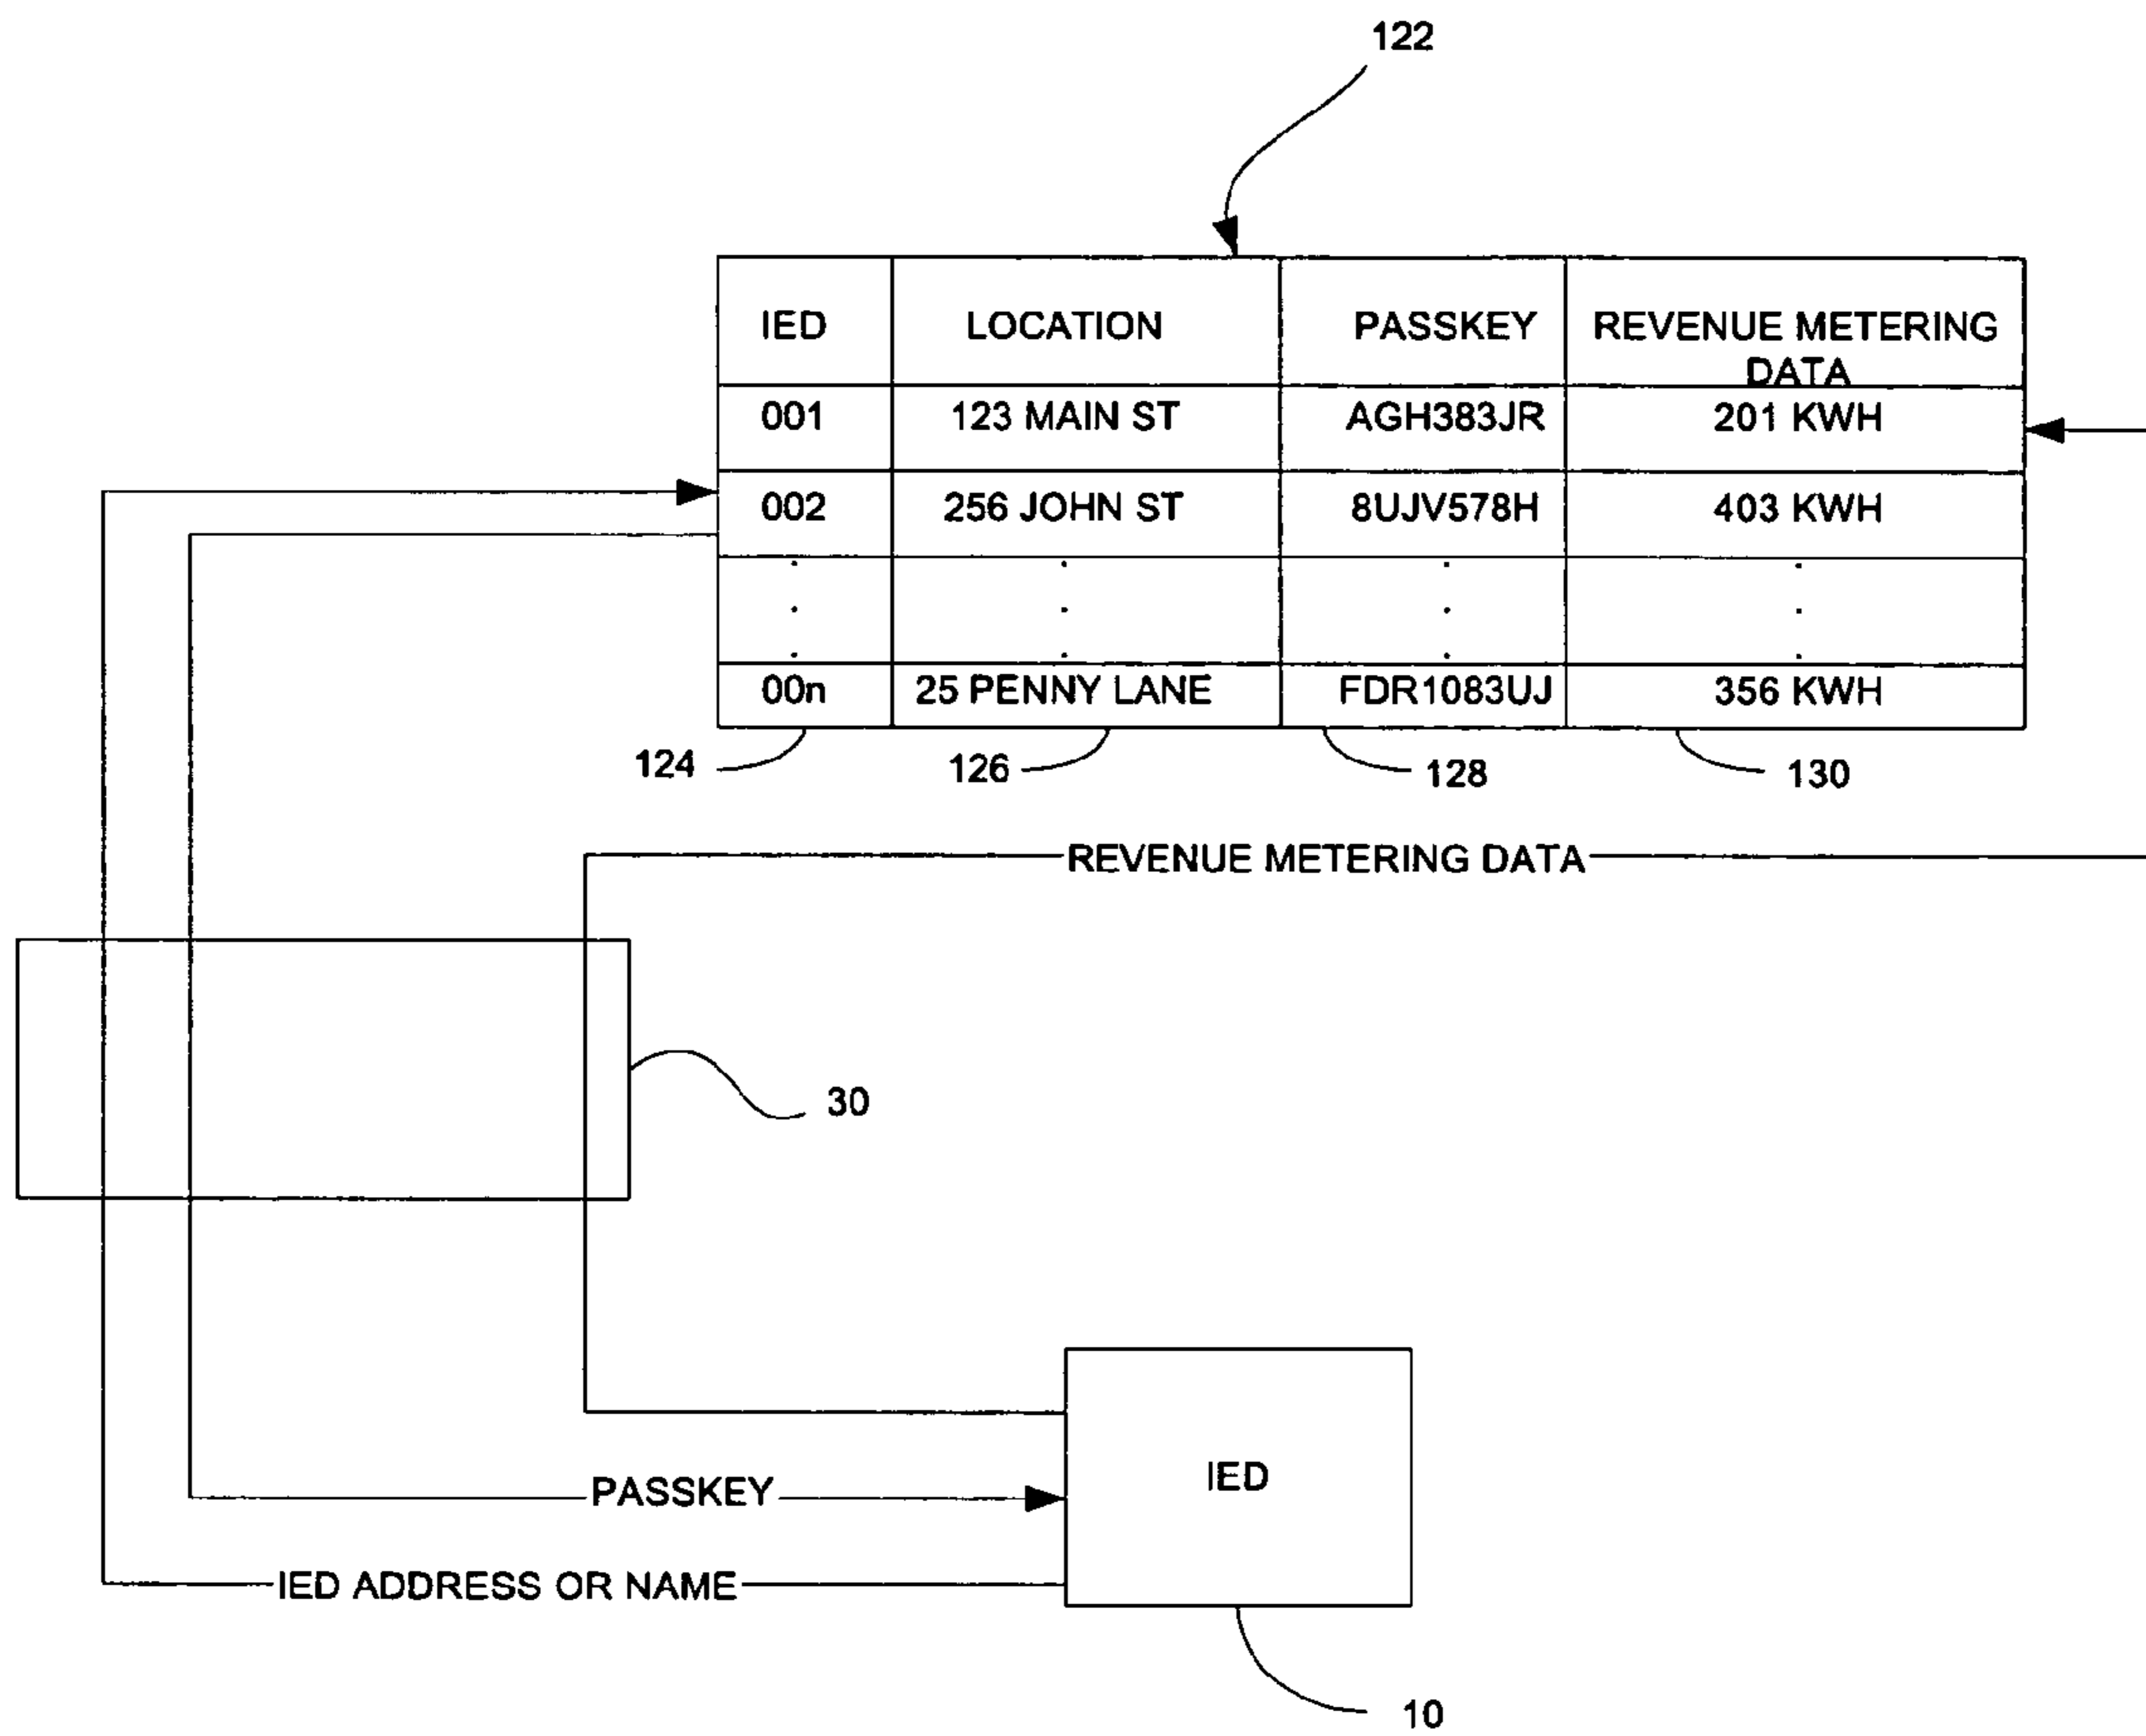 122
IED LOCATION PASSKEY REVENUE METERING
DATA
001 123 MAIN ST AGH383JR 201 KWH
002 256 JOHN ST 8UJV578H 403 KWH
. . . .
. . . .
. . . .
00n 25 PENNY LANE FDR1083UJ 356 KWH
124 126 128 130
REVENUE METERING DATA
30
IED
PASSKEY
IED ADDRESS OR NAME
10